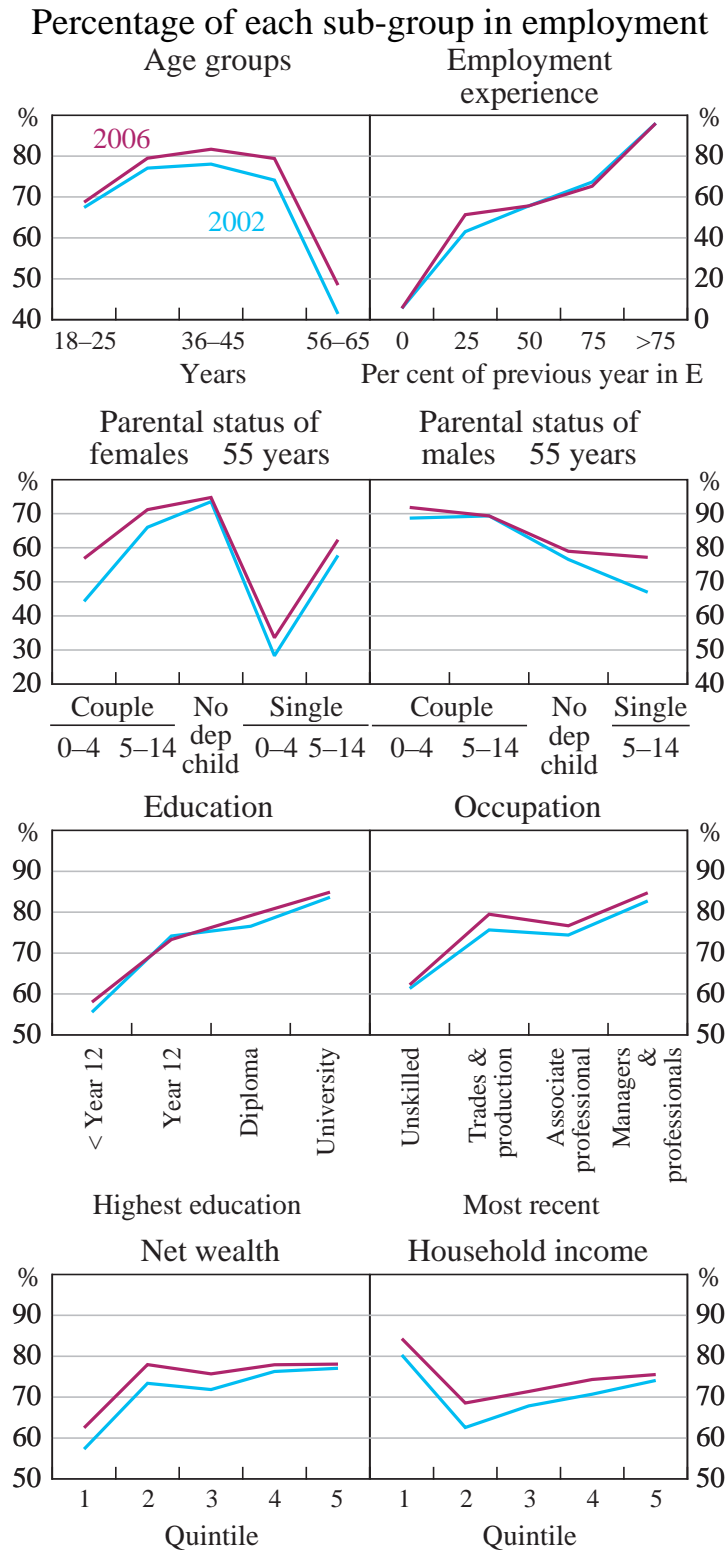 Percentage of each sub-group in employment
Age groups
Employment
experience
%
%
2006
2002
80
70
60
50
40
80
60
40
20
0
18–25
36–45
56–65
0
25
50
75
>75
Years
Per cent of previous year in E
Parental status of
females 55 years
Parental status of
males 55 years
%
%
70
60
50
40
30
20
90
80
70
60
50
40
Couple
No
dep
child
Single
0–4
5–14
0–4
5–14
Couple
No
dep
child
Single
0–4
5–14
5–14
Education
Occupation
%
%
90
80
70
60
50
90
80
70
60
50
< Year 12
Year 12
Diploma
University
Unskilled
Trades &
production
Associate
professional
Managers
&
professionals
Highest education
Most recent
Net wealth
Household income
%
%
90
80
70
60
50
90
80
70
60
50
1
2
3
4
5
1
2
3
4
5
Quintile
Quintile